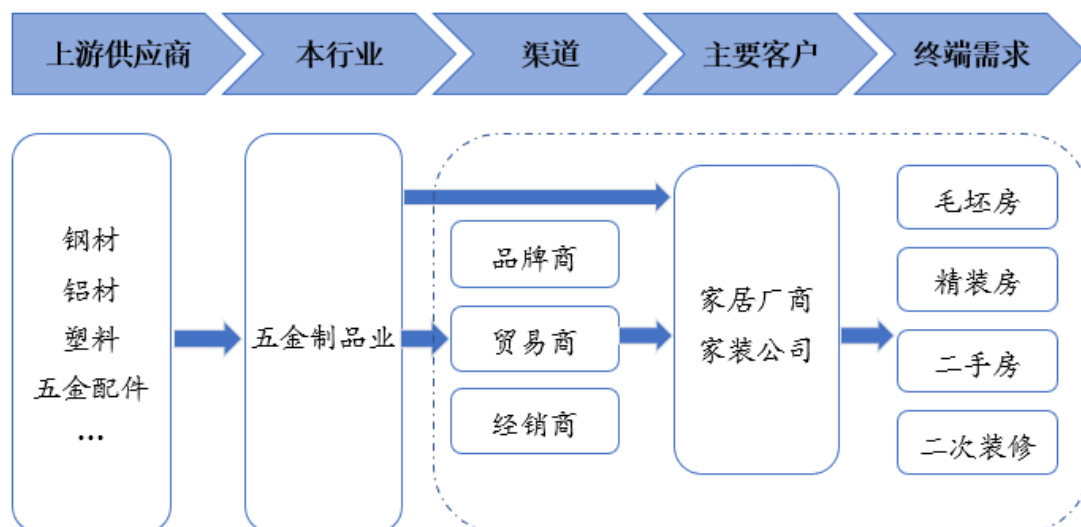 上游供应商
本行业
渠道
主要客户
终端需求
钢材
铝材
塑料
五金配件
...
五金制品业
品牌商
贸易商
经销商
家居厂商
家装公司
毛坯房
精装房
二手房
二次装修